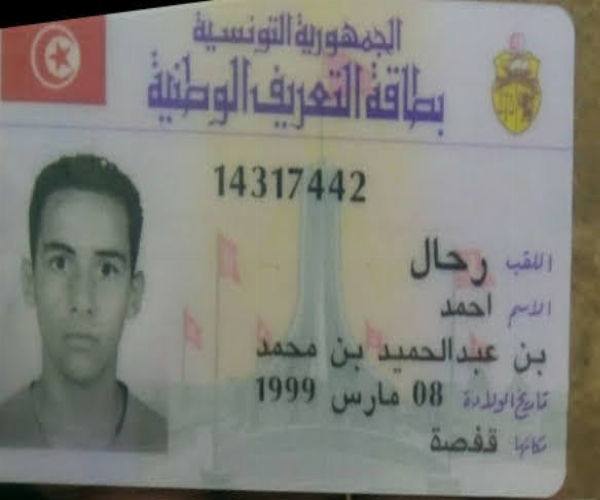 الجمهورية التونسية
بطاقة التعريف الوطنية
14317442
اللقب رحال
الاسم احمد
بن عبدالحميد بن محمد
تاريخ الولادة 08 مارس 1999
مكانها قفصة